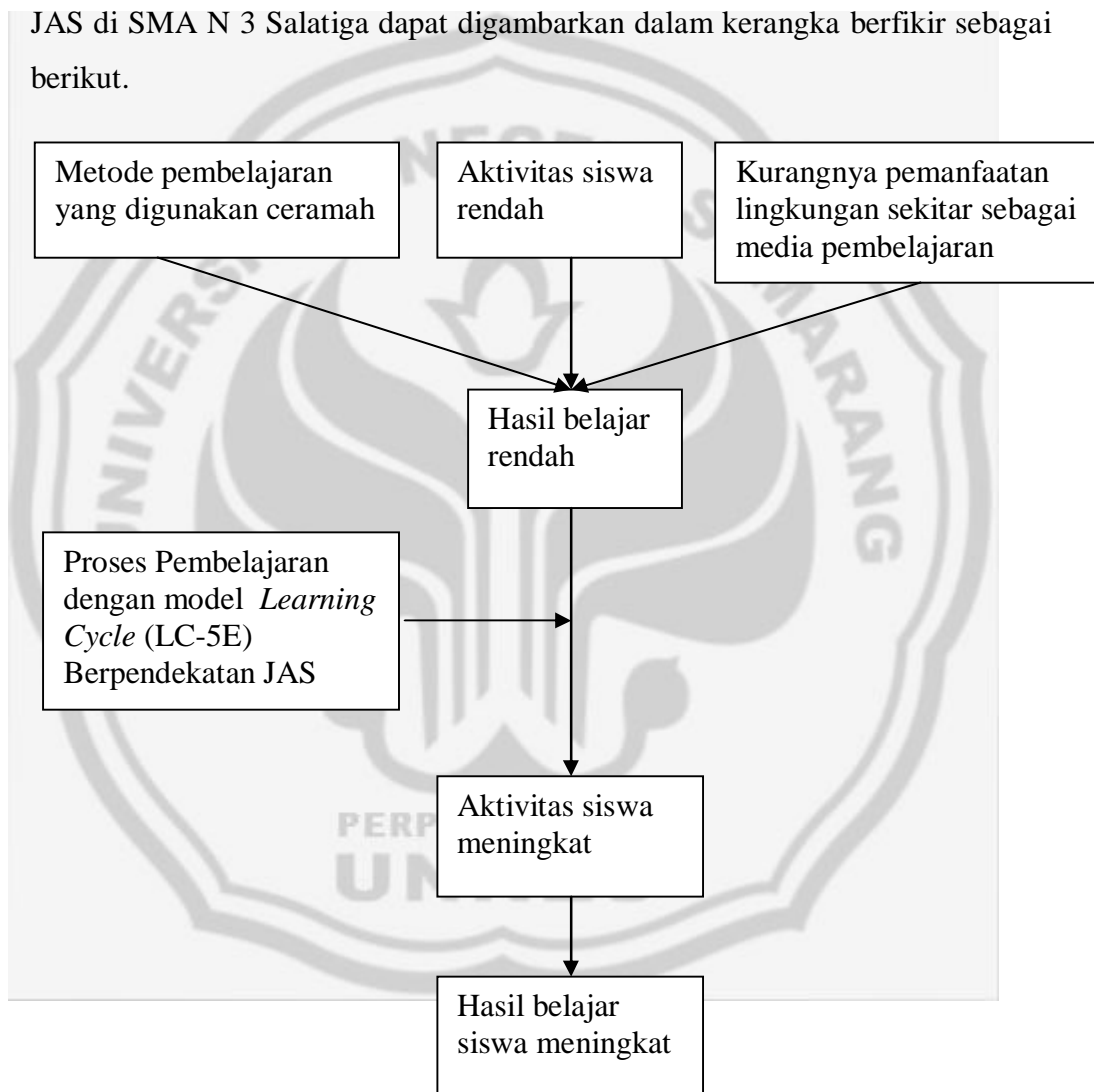 JAS di SMA N 3 Salatiga dapat digambarkan dalam kerangka berfikir sebagai
berikut.
Metode pembelajaran
yang digunakan ceramah
Aktivitas siswa
rendah
Kurangnya pemanfaatan
lingkungan sekitar sebagai
media pembelajaran
Hasil belajar
rendah
Proses Pembelajaran
dengan model Learning
Cycle (LC-5E)
Berpendekatan JAS
Aktivitas siswa
meningkat
Hasil belajar
siswa meningkat